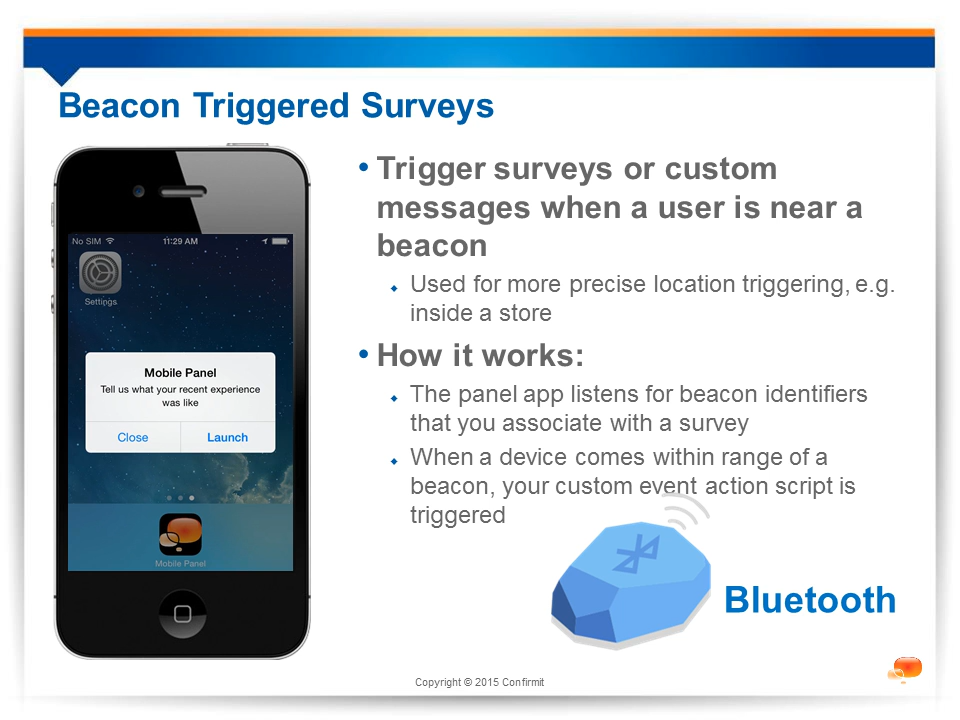 Beacon Triggered Surveys
No SIM 11:29 AM
Settings
Mobile Panel
Tell us what your recent experience
was like
Close Launch
Mobile Panel
• Trigger surveys or custom
messages when a user is near a
beacon
Used for more precise location triggering, e.g.
inside a store
• How it works:
The panel app listens for beacon identifiers
that you associate with a survey
When a device comes within range of a
beacon, your custom event action script is
triggered
Bluetooth
Copyright © 2015 Confirmit